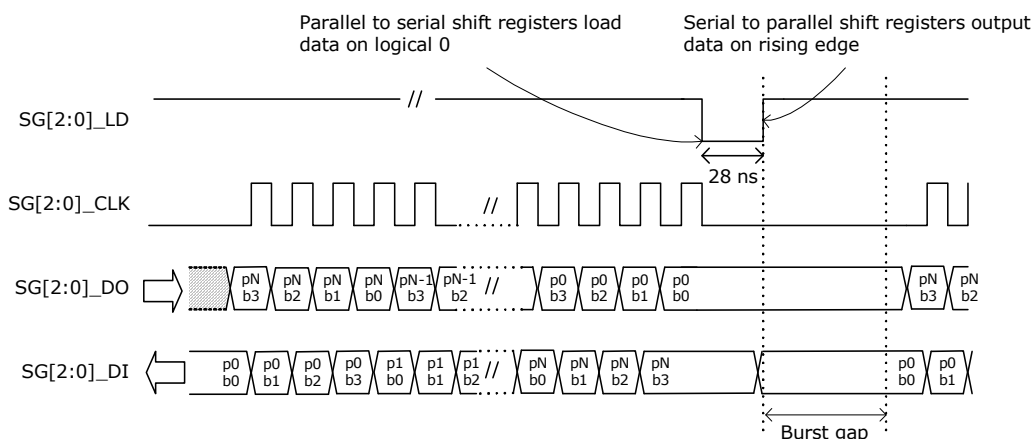 Parallel to serial shift registers load
data on logical 0
Serial to parallel shift registers output
data on rising edge
//
SG[2:0]_LD
28 ns
SG[2:0]_CLK
//
SG[2:0]_DO
pN pN pN pN pN-1 pN-1 // p0 p0 p0 p0 pN pN
b3 b2 b1 b0 b3 b2 b3 b2 b1 b0 b3 b2
SG[2:0]_DI
p0 p0 p0 p0 p1 p1 p1 // pN pN pN pN p0 p0
b0 b1 b2 b3 b0 b1 b2 b0 b1 b2 b3 b0 b1
Burst gap